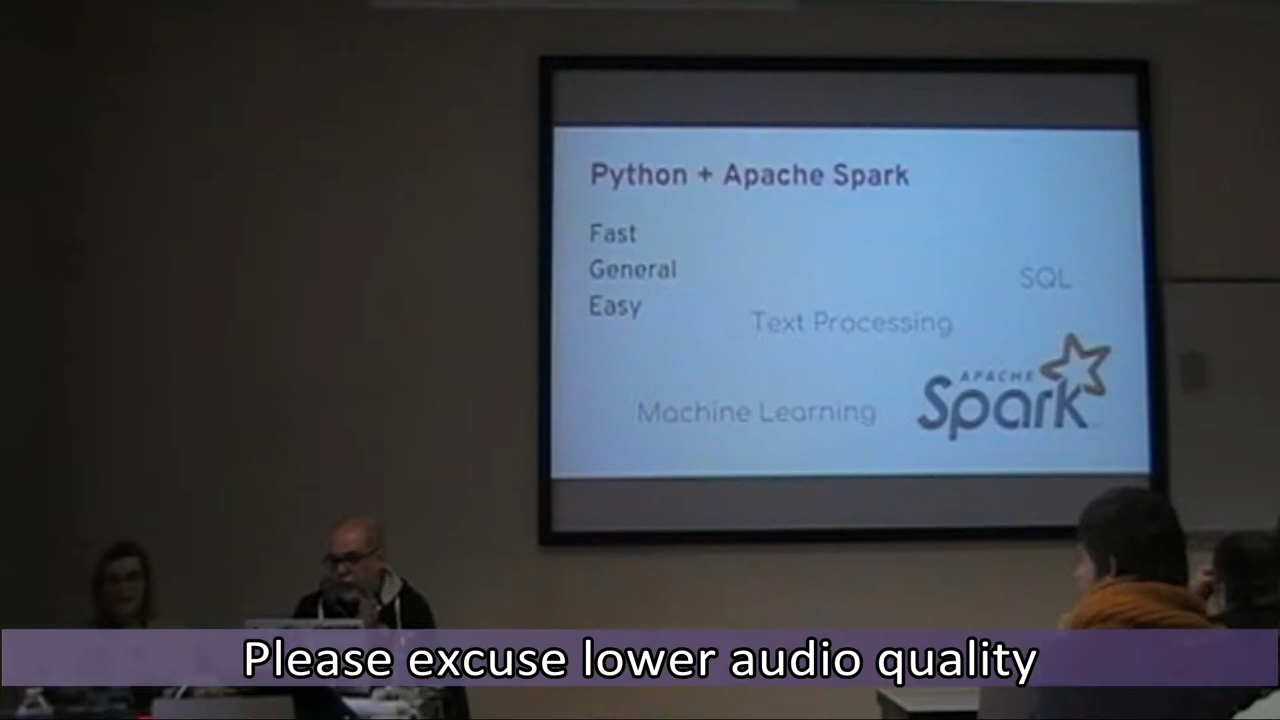 Python + Apache Spark
Fast
General
Easy
SQL
Text Processing
Machine Learning
APACHE
Spark
Please excuse lower audio quality